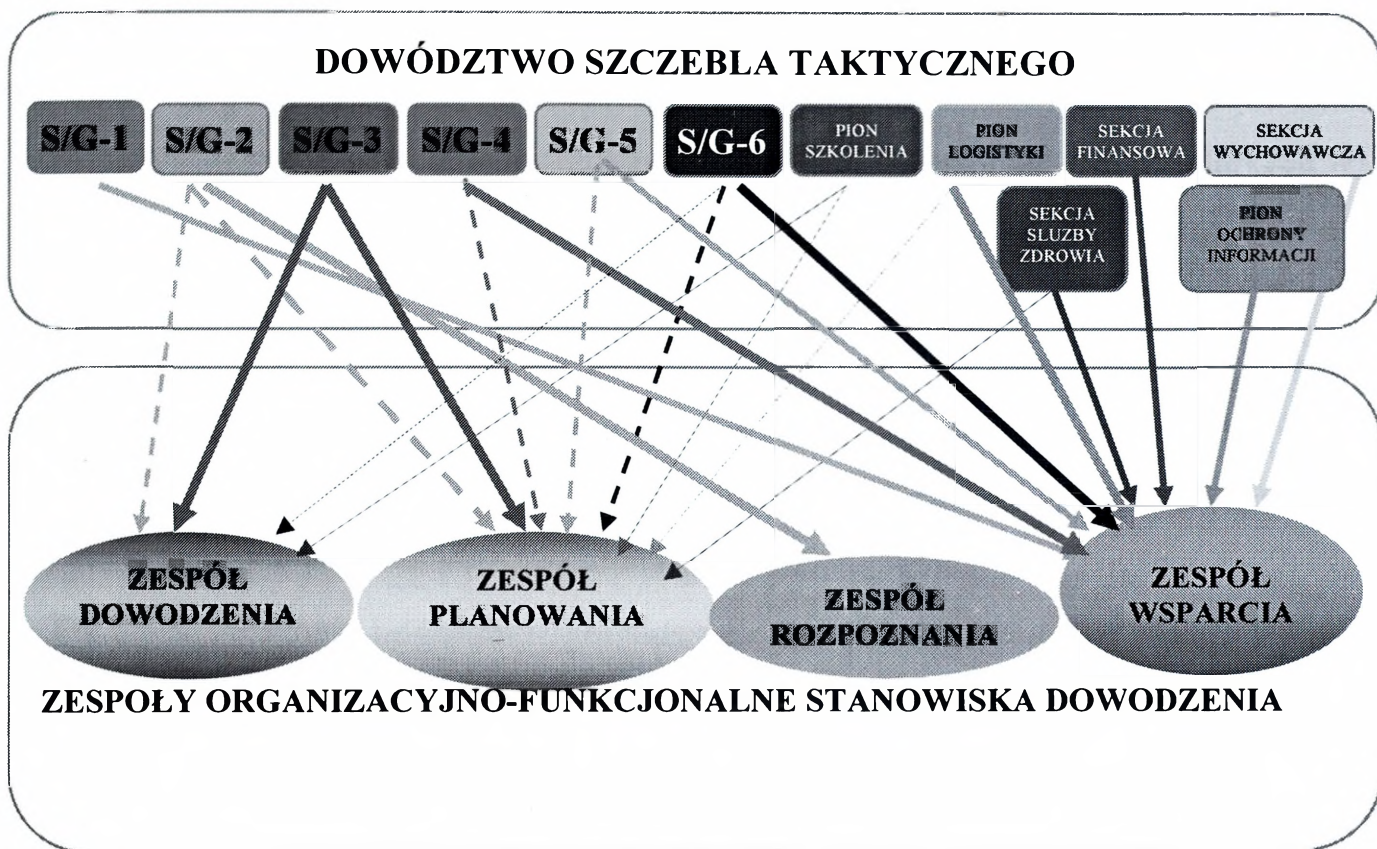 DOWÓDZTWO SZCZEBLA TAKTYCZNEGO
S/G-1
S/G-2
S/G-3
S/G-4
S/G-5
S/G-6
PION
SZKOLENIA
PION
LOGISTYKI
SEKCJA
FINANSOWA
SEKCJA
WYCHOWAWCZA
SEKCJA
SLUZBY
ZDROWIA
PION
OCHRONY
INFORMACJI
ZESPÓŁ
DOWODZENIA
ZESPÓŁ
PLANOWANIA
ZESPÓŁ
ROZPOZNANIA
ZESPÓŁ
WSPARCIA
ZESPOŁY ORGANIZACYJNO-FUNKCJONALNE STANOWISKA DOWODZENIA